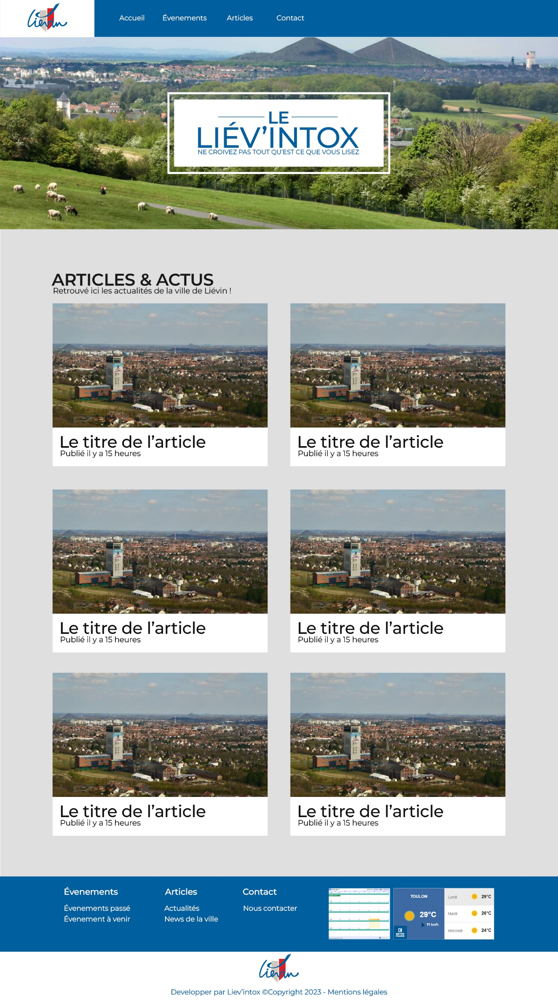 Liévin
Accueil Évenements Articles Contact
LE
LIÉV'INTOX
NE CROIVEZ PAS TOUT QU'EST CE QUE VOUS LISEZ
ARTICLES & ACTUS
Retrouvé ici les actualités de la ville de Liévin !
Le titre de l'article
Publié il y a 15 heures
Le titre de l'article
Publié il y a 15 heures
Le titre de l'article
Publié il y a 15 heures
Le titre de l'article
Publié il y a 15 heures
Le titre de l'article
Publié il y a 15 heures
Le titre de l'article
Publié il y a 15 heures
Évenements
Évenements passé
Évenement à venir
Articles
Actualités
News de la ville
Contact
Nous contacter
TOULON
29°C
11 km/h
METEO
FRANCE
Lundi 29°C
Mardi 26°C
Mercredi 24°C
Liévin
Developper par Liev'intox ©Copyright 2023 - Mentions légales